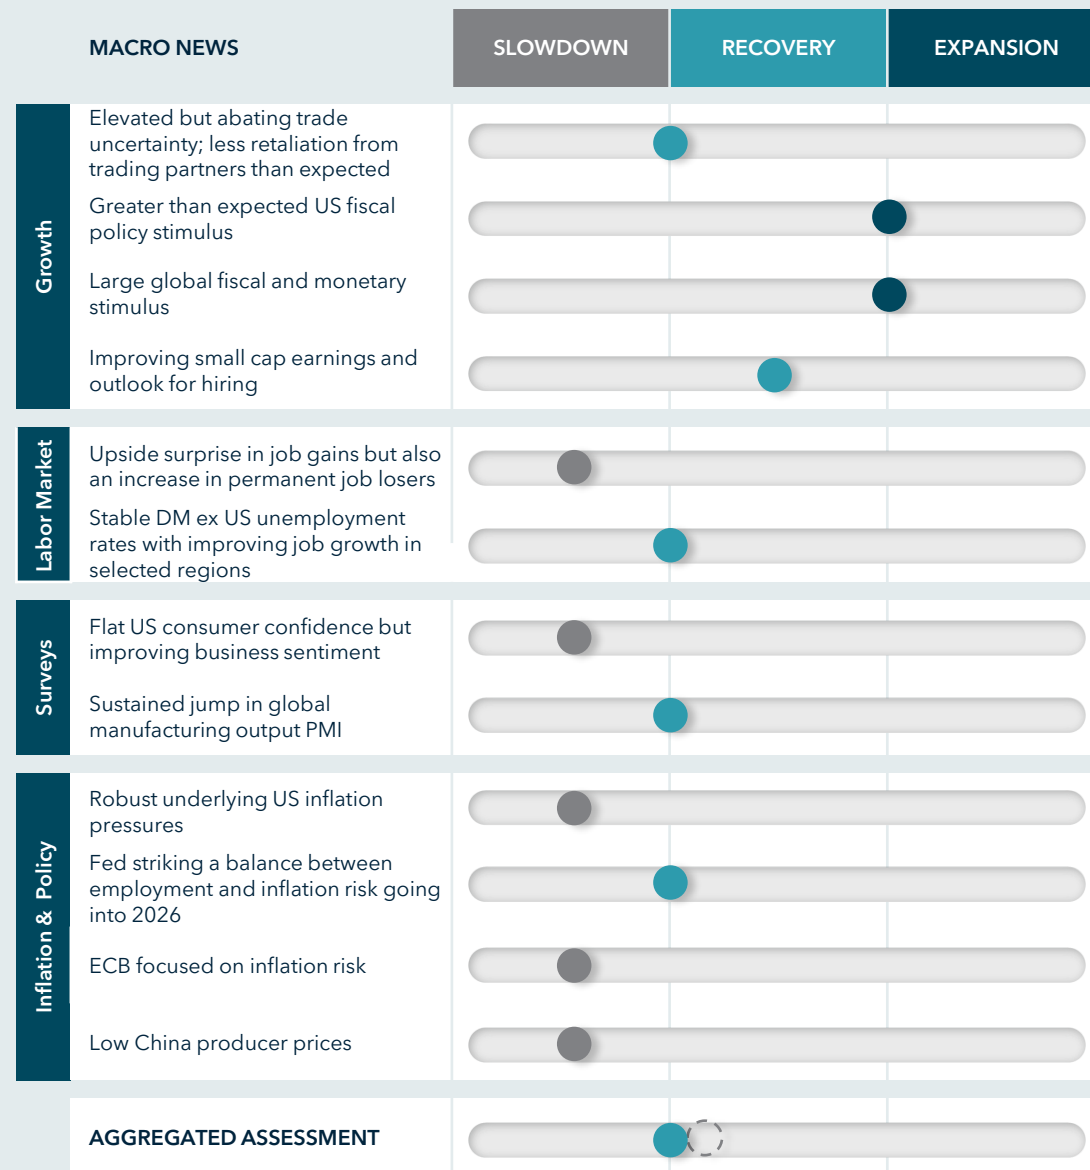 MACRO NEWS
SLOWDOWN
RECOVERY
EXPANSION
Growth
Elevated but abating trade
uncertainty; less retaliation from
trading partners than expected
Greater than expected US fiscal
policy stimulus
Large global fiscal and monetary
stimulus
Improving small cap earnings and
outlook for hiring
Labor Market
Upside surprise in job gains but also
an increase in permanent job losers
Stable DM ex US unemployment
rates with improving job growth in
selected regions
Surveys
Flat US consumer confidence but
improving business sentiment
Sustained jump in global
manufacturing output PMI
Inflation & Policy
Robust underlying US inflation
pressures
Fed striking a balance between
employment and inflation risk going
into 2026
ECB focused on inflation risk
Low China producer prices
AGGREGATED ASSESSMENT